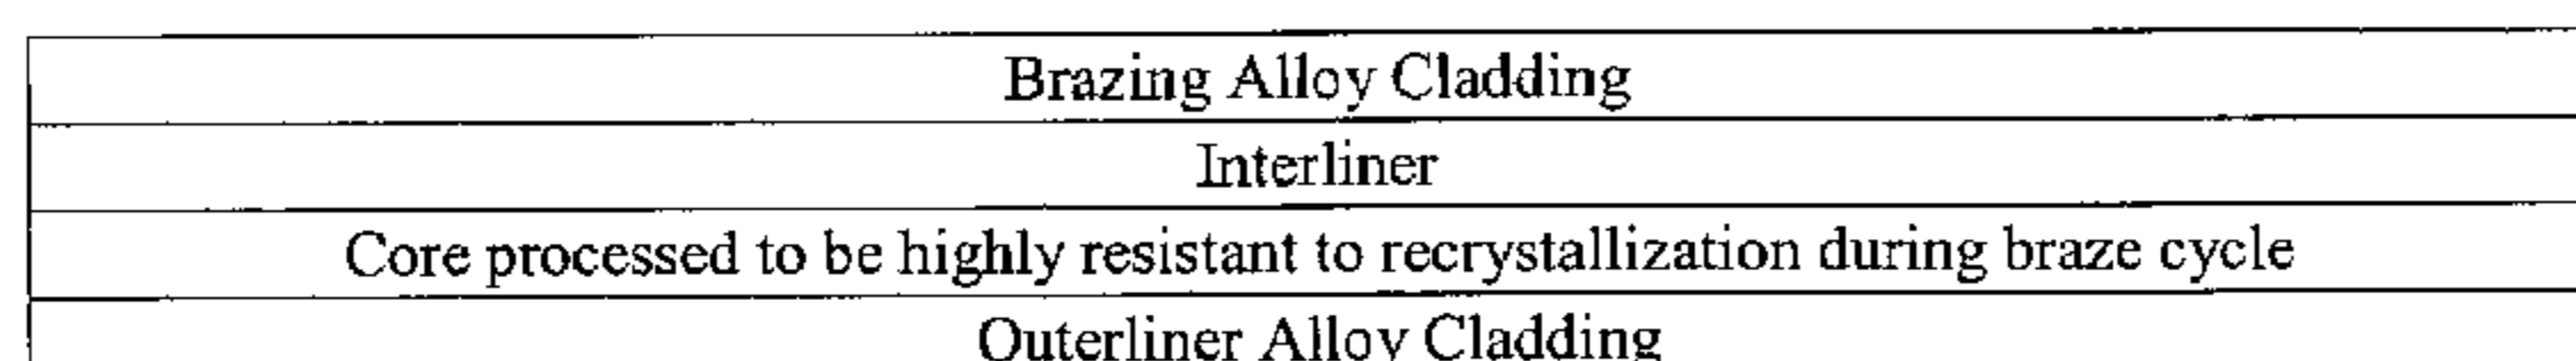 Brazing Alloy Cladding
Interliner
Core processed to be highly resistant to recrystallization during braze cycle
Outerliner Alloy Cladding